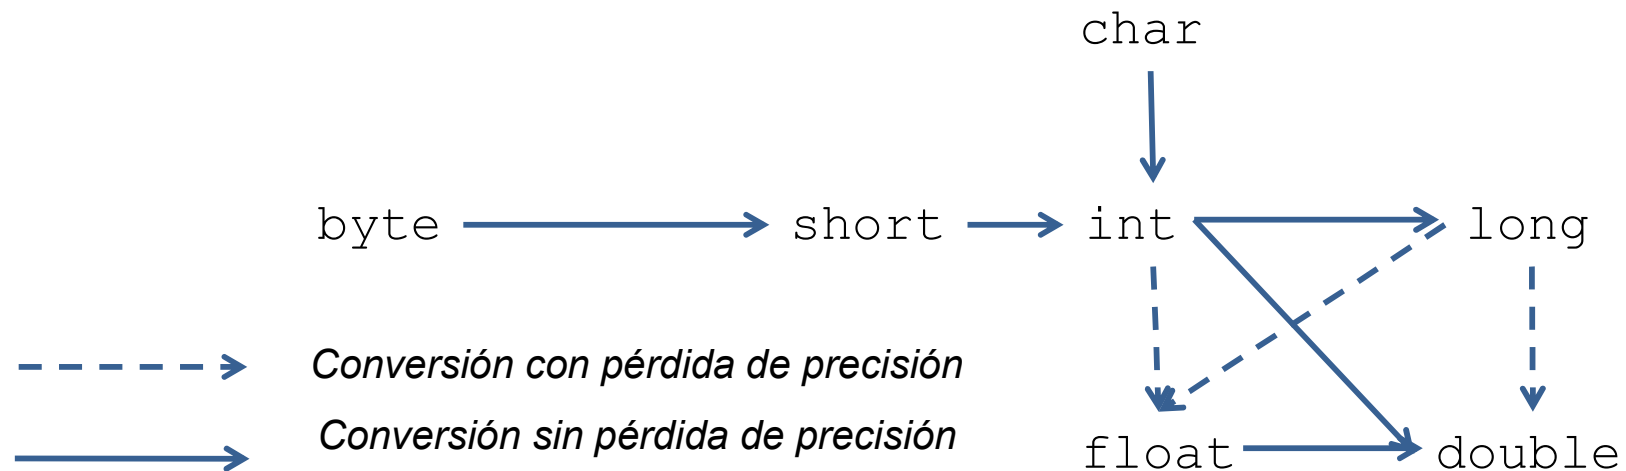 char
byte short int long
Conversión con pérdida de precisión
Conversión sin pérdida de precisión
float double